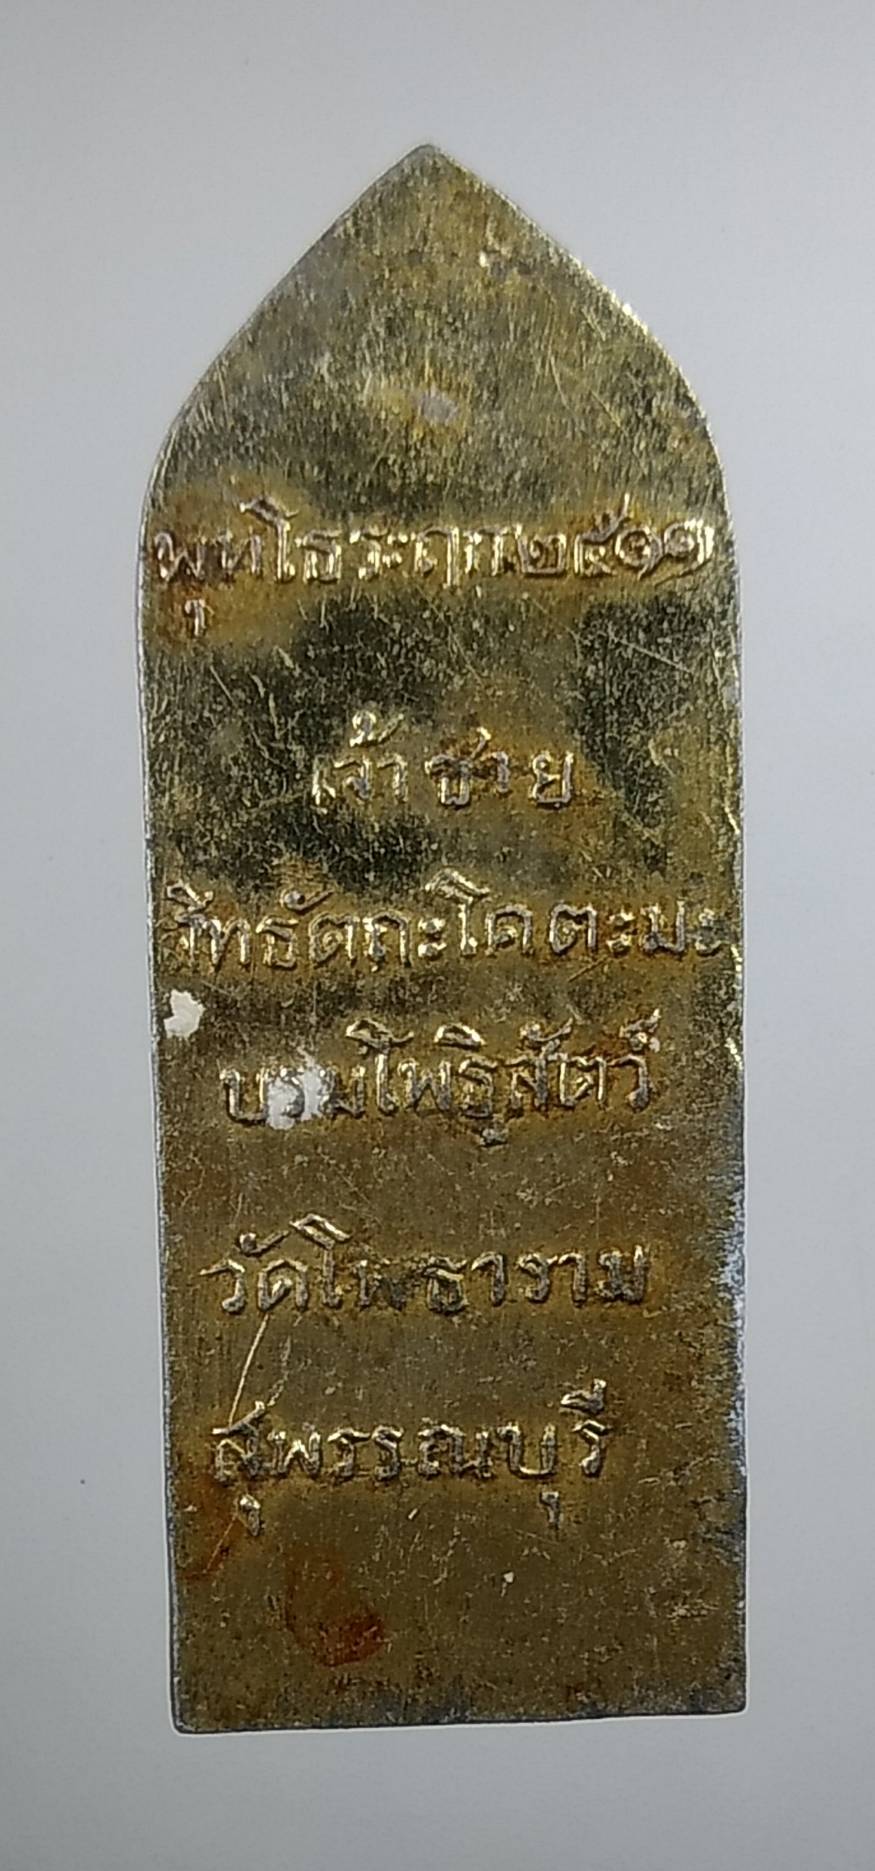 พุทโธระฤก๒๕๑๑
เจ้าชาย
สิทธัตถะโคตะมะ
บรมโพธิสัตว์
วัดโพธาราม
สุพรรณบุรี